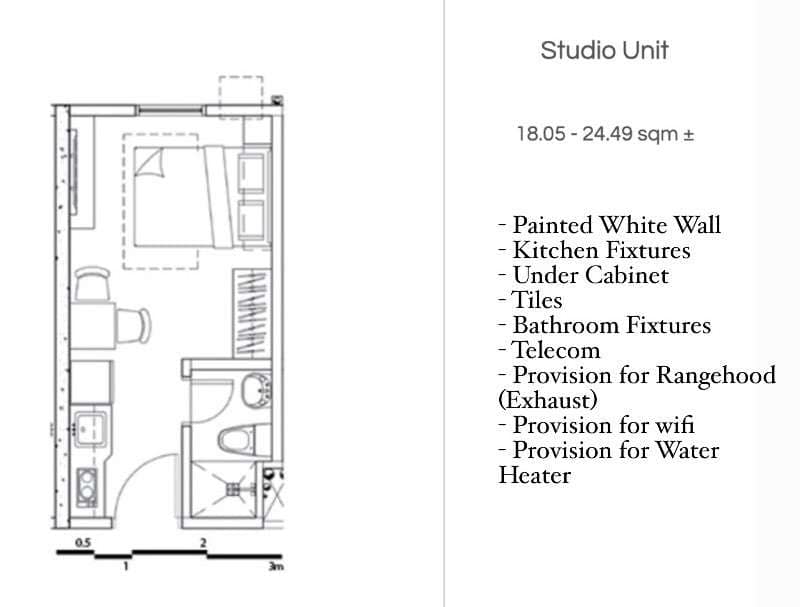 Studio Unit
18.05 - 24.49 sqm ±
- Painted White Wall
- Kitchen Fixtures
- Under Cabinet
- Tiles
- Bathroom Fixtures
- Telecom
- Provision for Rangehood
(Exhaust)
- Provision for wifi
- Provision for Water
Heater
0.5 2
1 3m